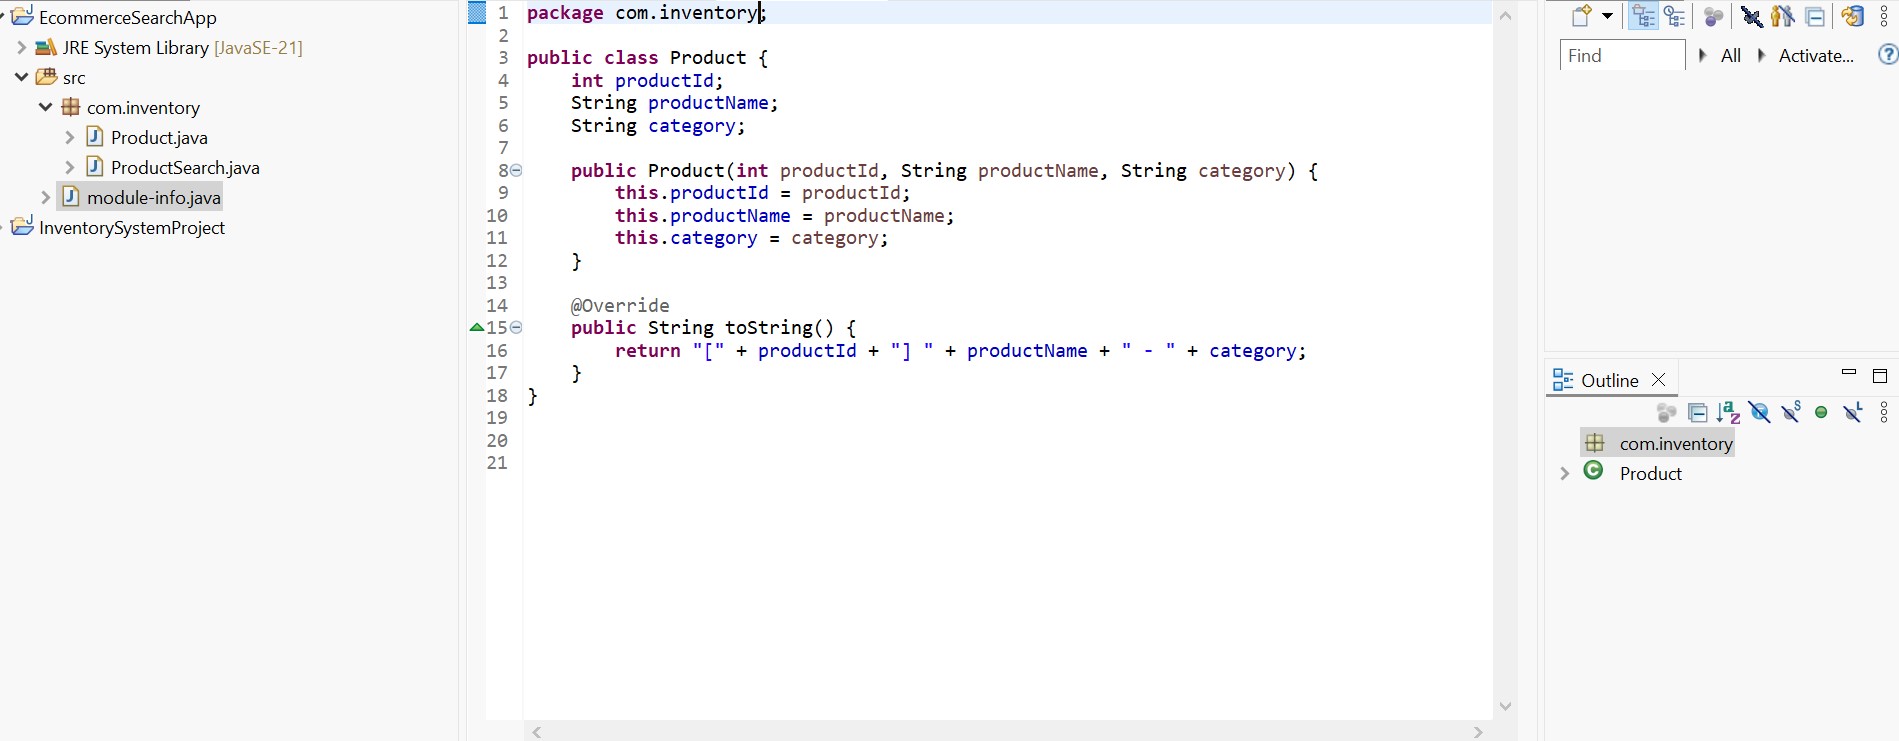 EcommerceSearchApp
JRE System Library [JavaSE-21]
src
com.inventory
Product.java
ProductSearch.java
module-info.java
InventorySystemProject
1 package com.inventory;
2
3 public class Product {
4     int productId;
5     String productName;
6     String category;
7
8     public Product(int productId, String productName, String category) {
9         this.productId = productId;
10         this.productName = productName;
11         this.category = category;
12     }
13
14     @Override
15     public String toString() {
16         return "[" + productId + "] " + productName + " - " + category;
17     }
18 }
19
20
21
Find
All
Activate...
Outline
com.inventory
Product